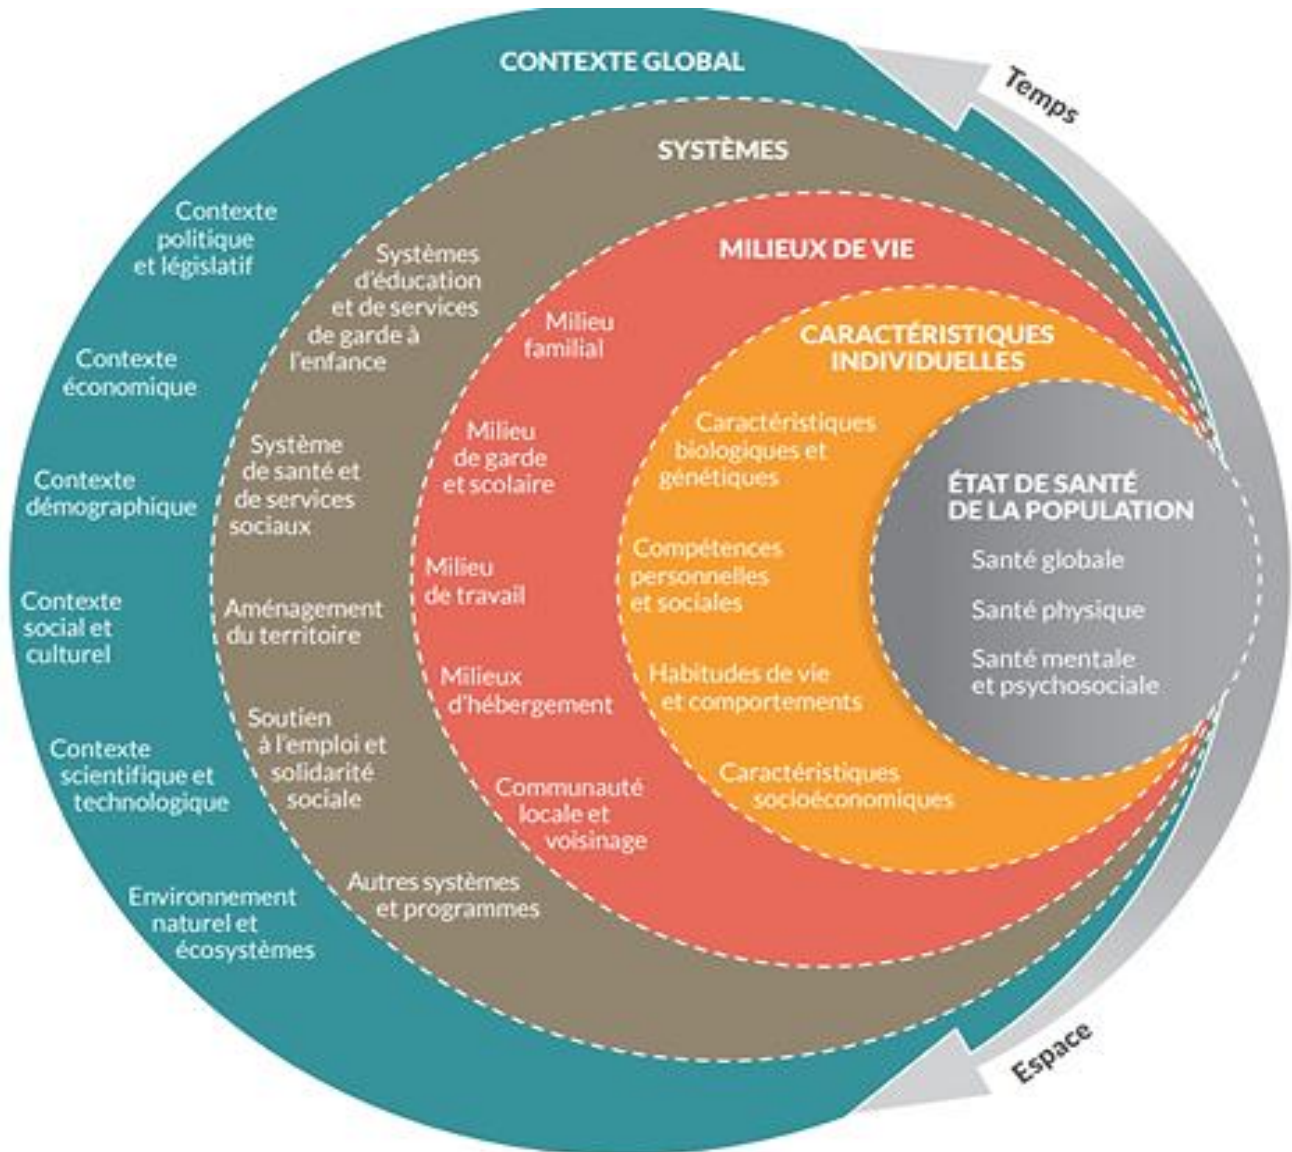 CONTEXTE GLOBAL
Contexte
politique
et législatif
Contexte
économique
Contexte
démographique
Contexte
social et
culturel
Contexte
scientifique et
technologique
Environnement
naturel et
écosystèmes
SYSTÈMES
Systèmes
d'éducation
et de services
de garde à
l'enfance
Système
de santé et
de services
sociaux
Aménagement
du territoire
Soutien
à l'emploi et
solidarité
sociale
Autres systèmes
et programmes
MILIEUX DE VIE
Milieu
familial
Milieu
de garde
et scolaire
Milieu
de travail
Milieux
d'hébergement
Communauté
locale et
voisinage
CARACTÉRISTIQUES
INDIVIDUELLES
Caractéristiques
biologiques et
génétiques
Compétences
personnelles
et sociales
Habitudes de vie
et comportements
Caractéristiques
socioéconomiques
ÉTAT DE SANTÉ
DE LA POPULATION
Santé globale
Santé physique
Santé mentale
et psychosociale
Temps
Espace